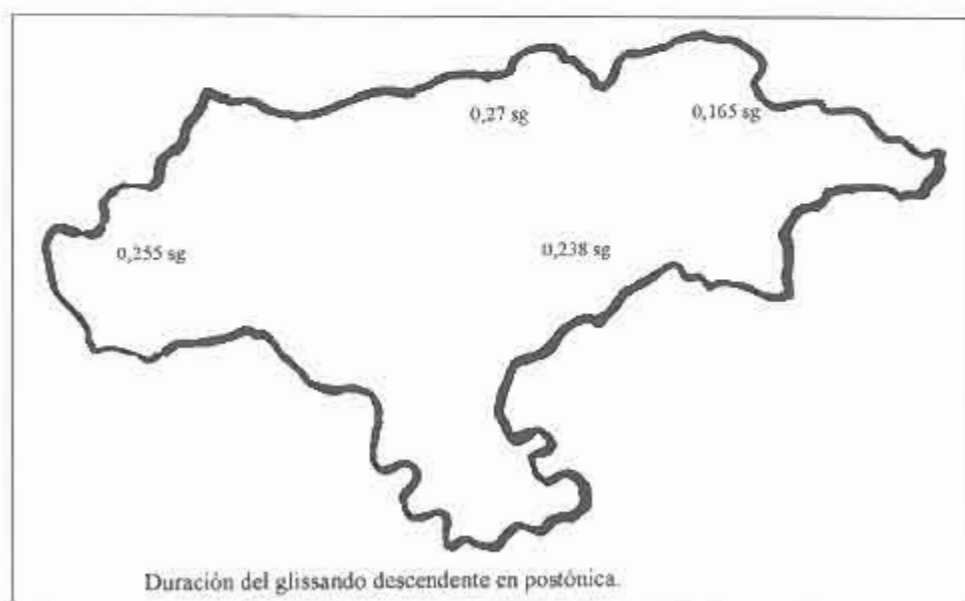 0,27 sg
0,165 sg
0,255 sg
0,238 sg
Duración del glissando descendente en postónica.